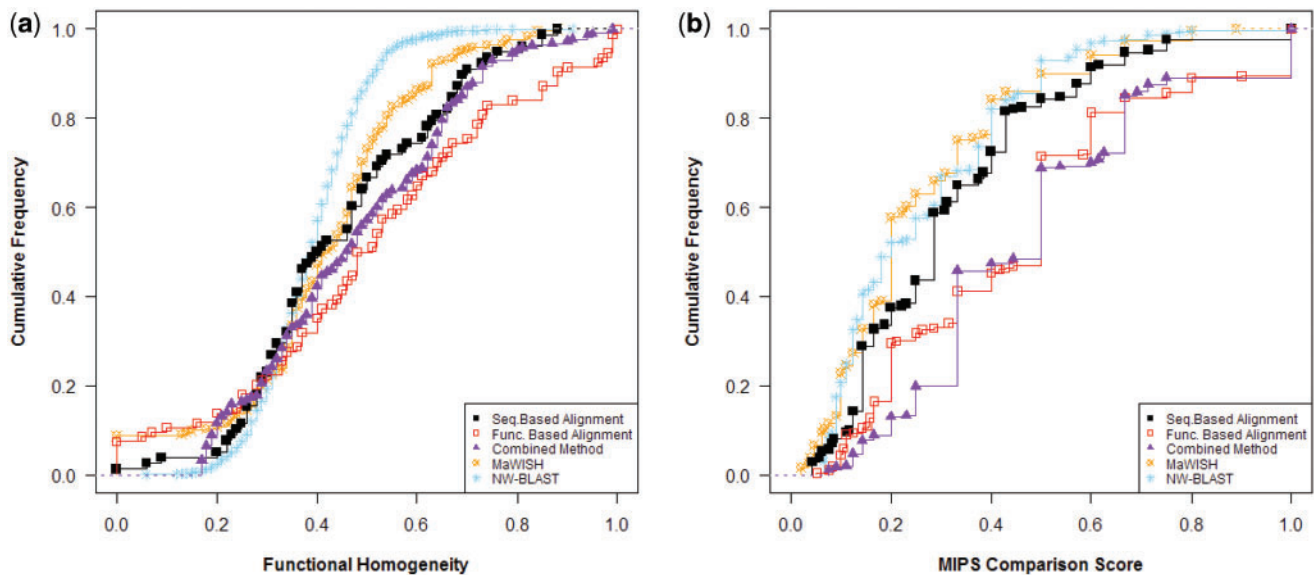 (a)
Cumulative Frequency
1.0
0.8
0.6
0.4
0.2
0.0
0.0 0.2 0.4 0.6 0.8 1.0
Functional Homogeneity
Seq.Based Alignment
Func. Based Alignment
Combined Method
MaWISH
NW-BLAST
(b)
Cumulative Frequency
1.0
0.8
0.6
0.4
0.2
0.0
0.0 0.2 0.4 0.6 0.8 1.0
MIPS Comparison Score
Seq.Based Alignment
Func. Based Alignment
Combined Method
MaWISH
NW-BLAST